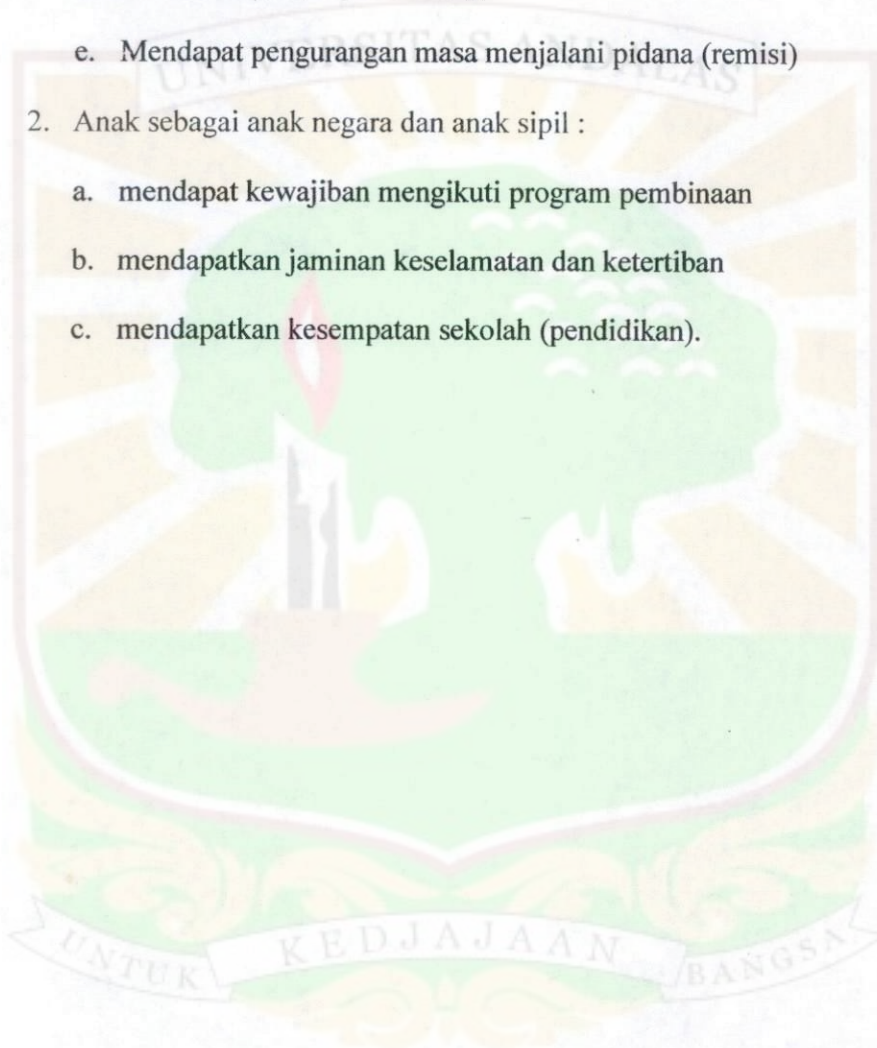 UNIVERSITAS ANDALAS
e. Mendapat pengurangan masa menjalani pidana (remisi)
2. Anak sebagai anak negara dan anak sipil :
a. mendapat kewajiban mengikuti program pembinaan
b. mendapatkan jaminan keselamatan dan ketertiban
c. mendapatkan kesempatan sekolah (pendidikan).
UNTUK KEDJAJAAN BANGSA